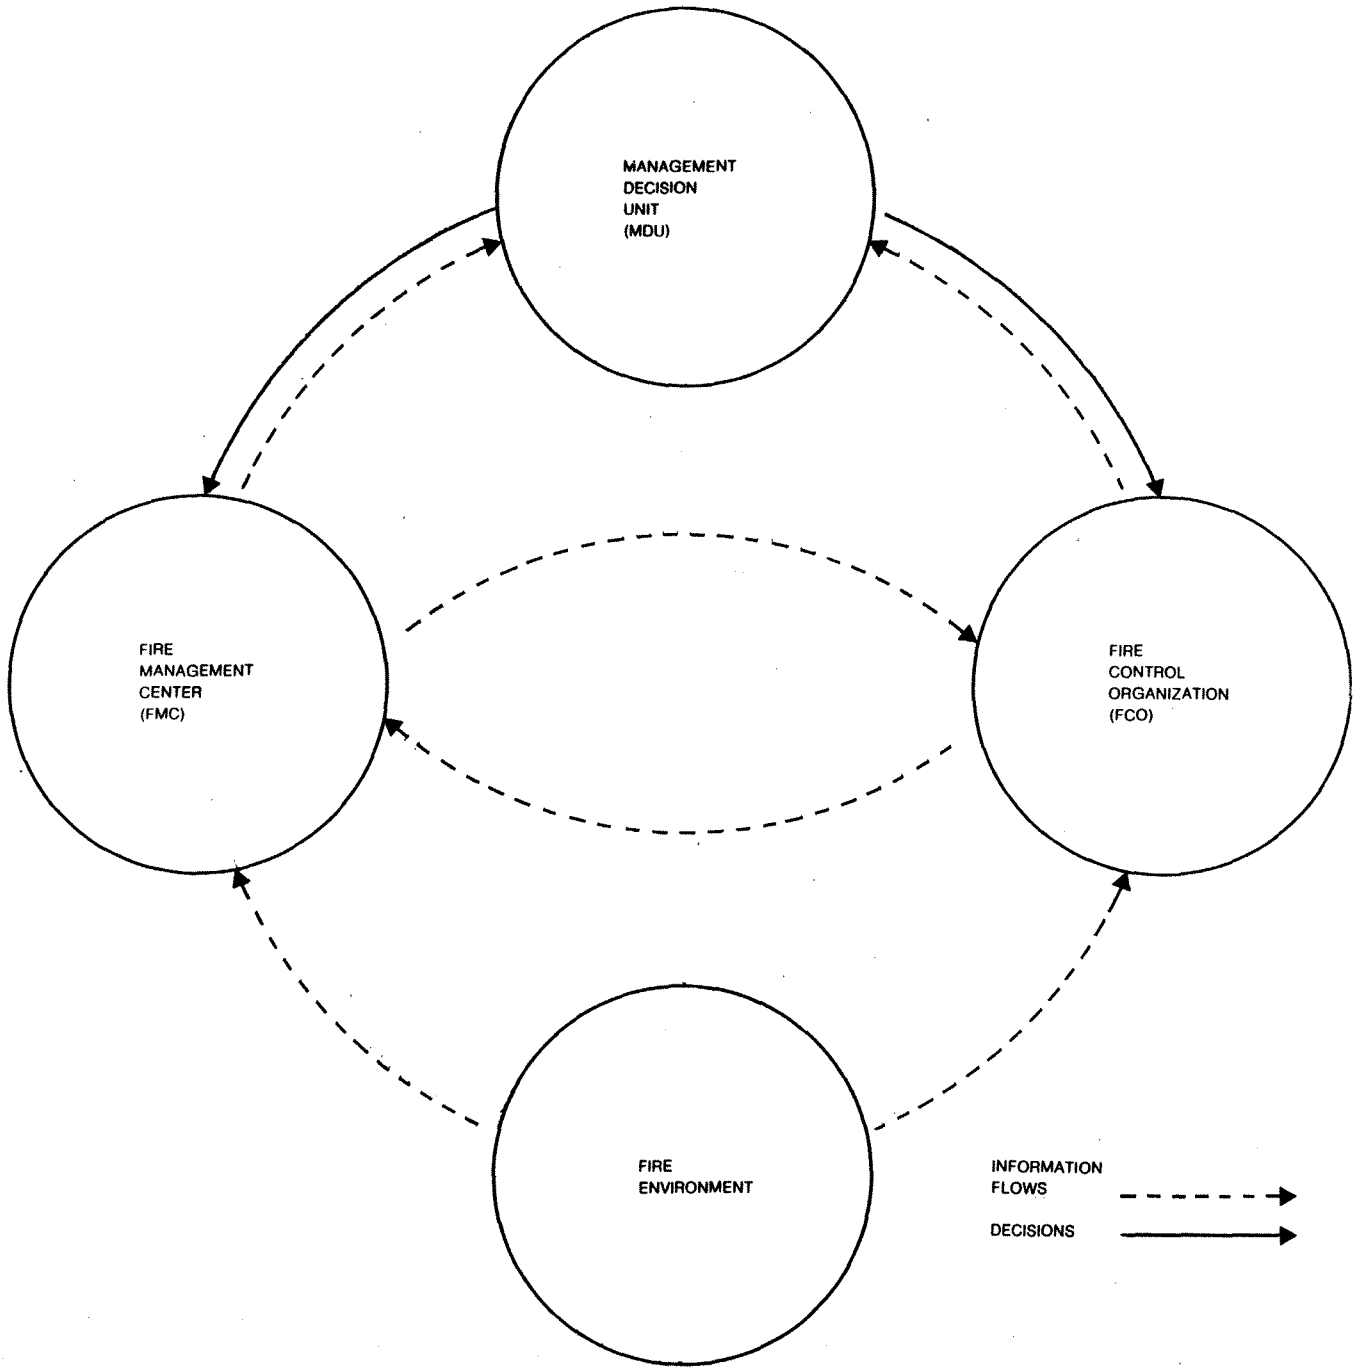 MANAGEMENT
DECISION
UNIT
(MDU)
FIRE
MANAGEMENT
CENTER
(FMC)
FIRE
CONTROL
ORGANIZATION
(FCO)
FIRE
ENVIRONMENT
INFORMATION
FLOWS
DECISIONS